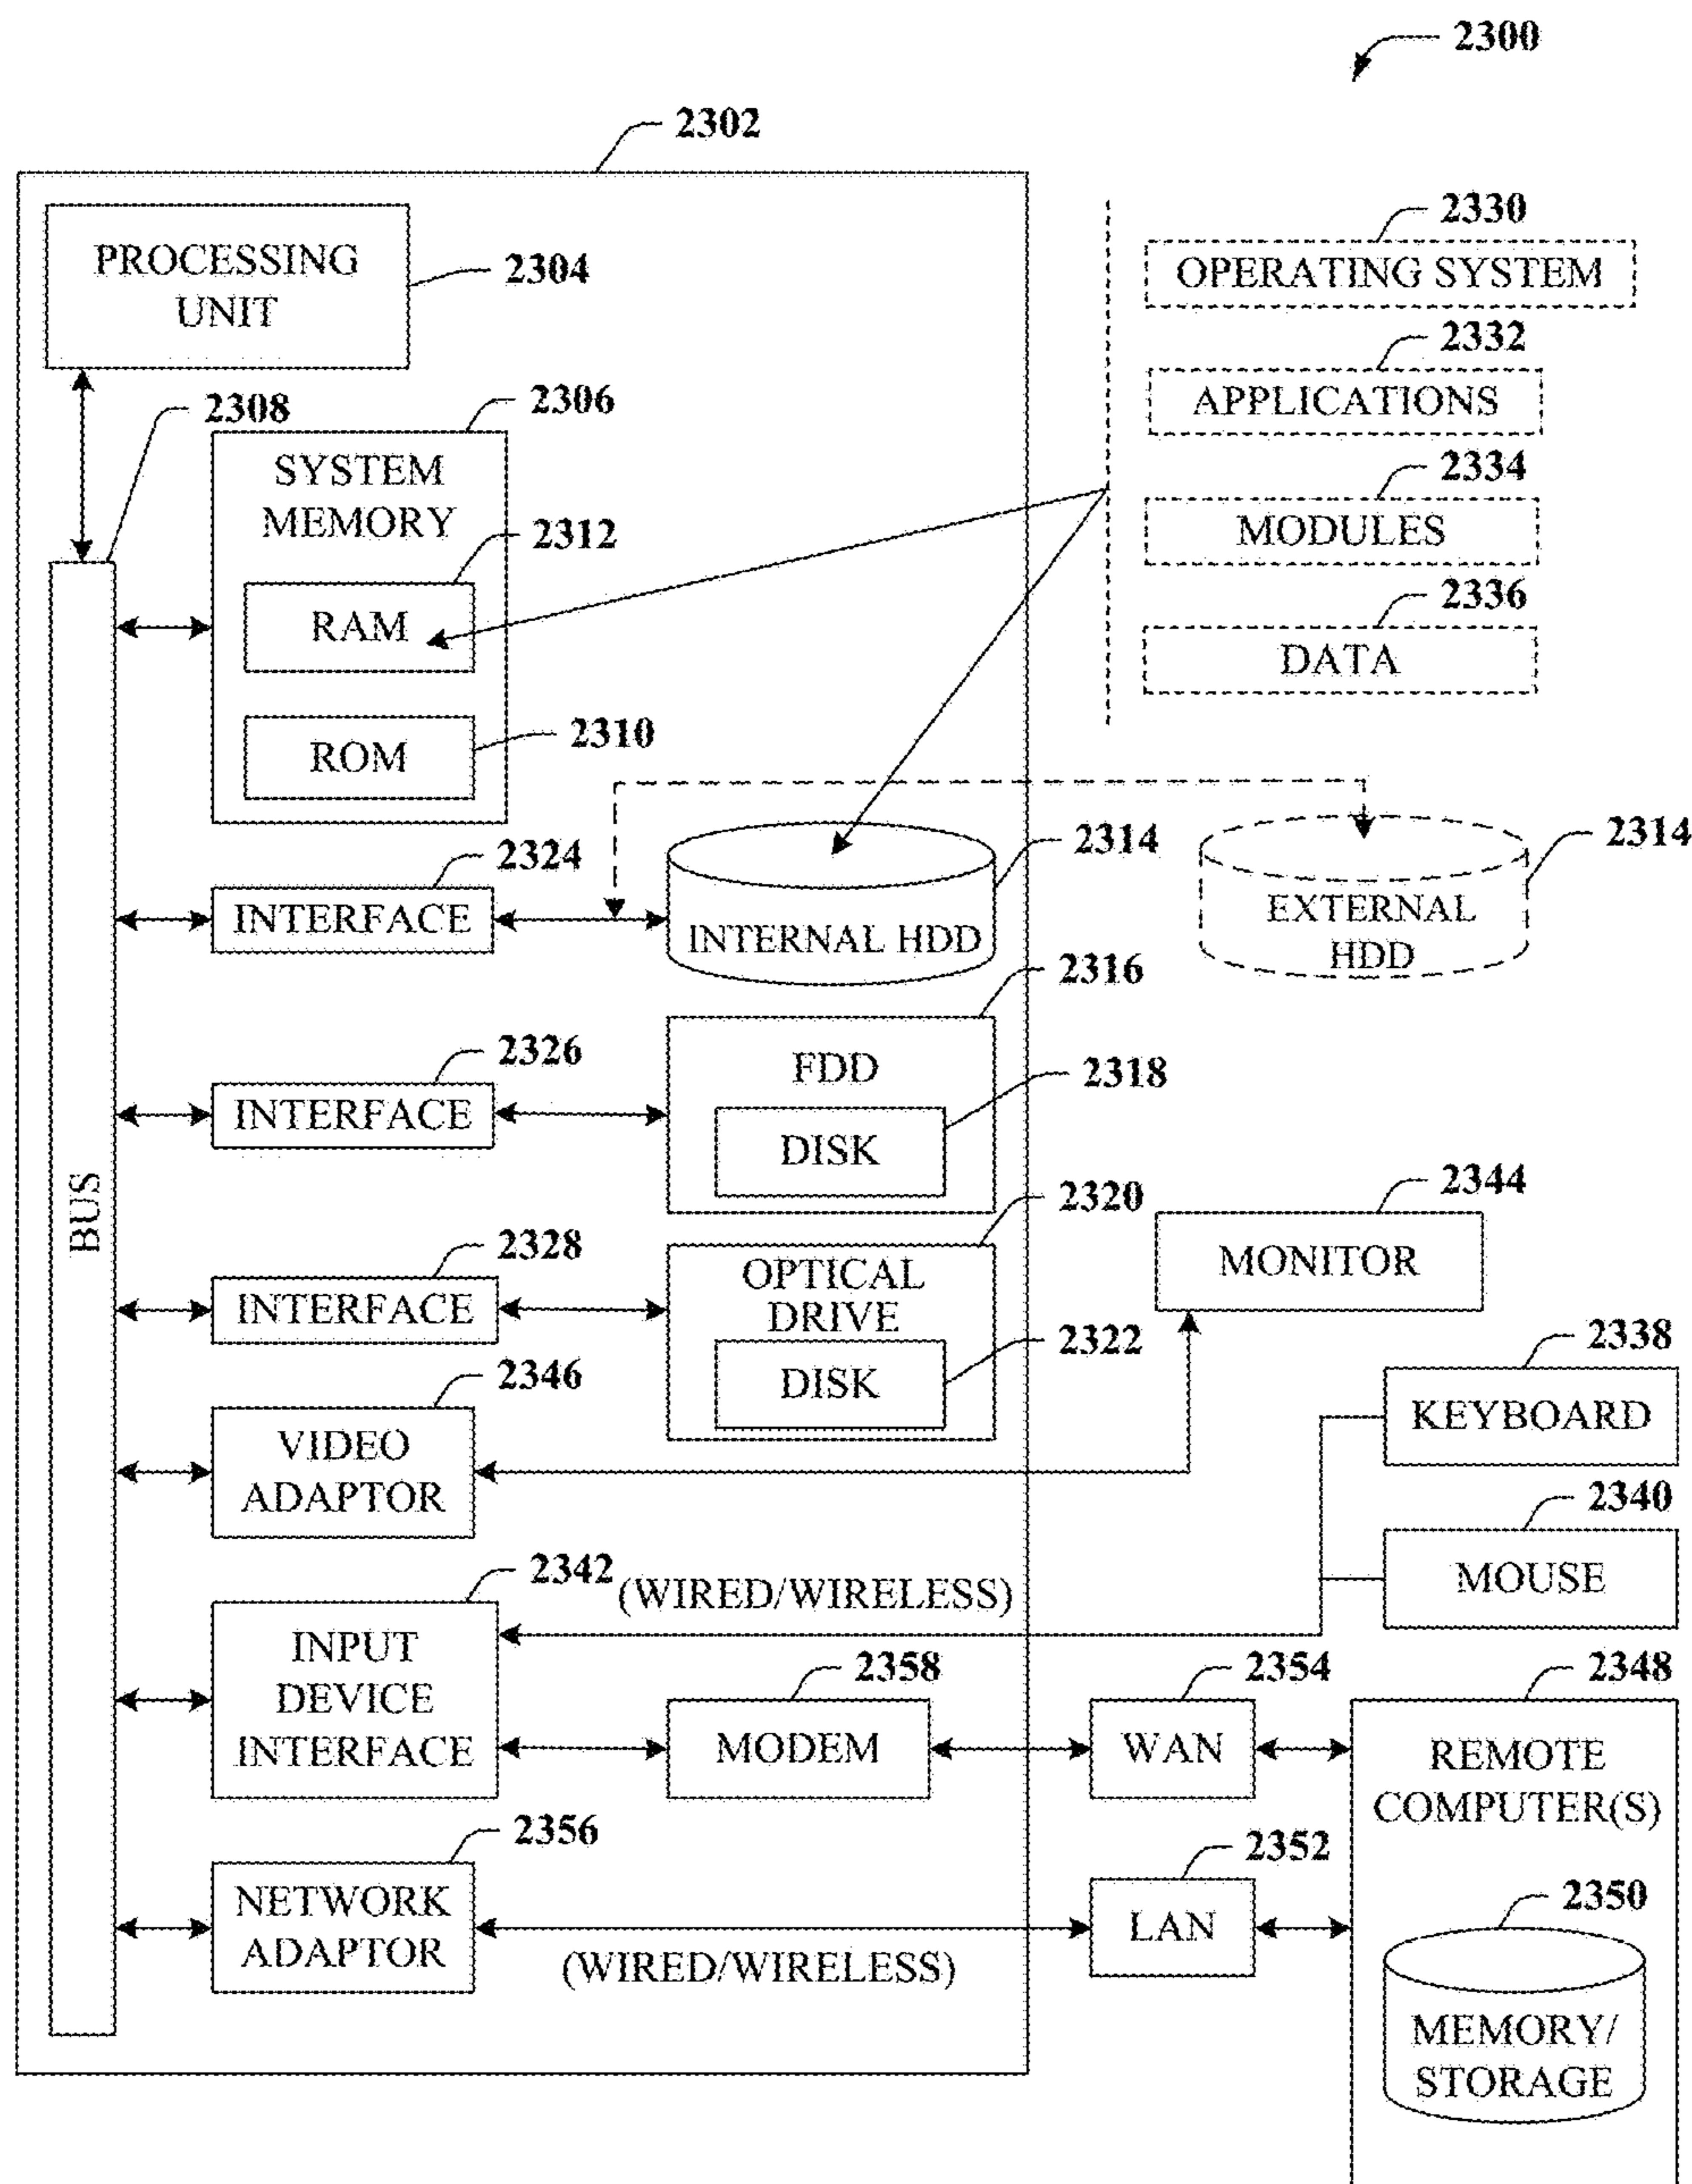 2300
2302
PROCESSING
UNIT
2304
2330
OPERATING SYSTEM
2332
APPLICATIONS
2334
MODULES
2336
DATA
2308
2306
SYSTEM
MEMORY
2312
RAM
2310
ROM
2324
INTERFACE
2314
INTERNAL HDD
2314
EXTERNAL
HDD
2316
FDD
2326
INTERFACE
2318
DISK
BUS
2328
INTERFACE
2320
OPTICAL
DRIVE
2322
DISK
2344
MONITOR
2346
VIDEO
ADAPTOR
2338
KEYBOARD
2340
MOUSE
2342
(WIRED/WIRELESS)
INPUT
DEVICE
INTERFACE
2358
MODEM
2354
WAN
2348
REMOTE
COMPUTER(S)
2356
NETWORK
ADAPTOR
(WIRED/WIRELESS)
2352
LAN
2350
MEMORY/
STORAGE